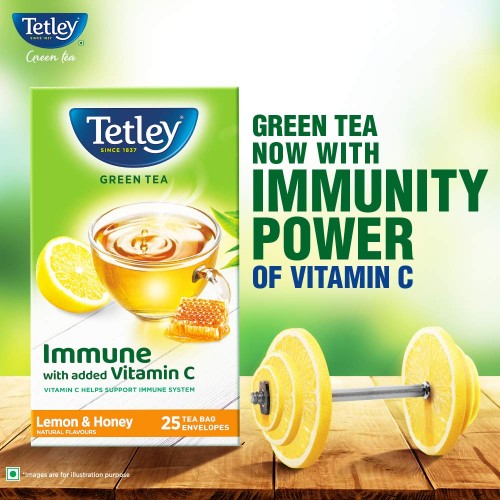 Tetley
SINCE 1837
Green tea
Tetley
SINCE 1837
GREEN TEA
Immune
with added Vitamin C
VITAMIN C HELPS SUPPORT IMMUNE SYSTEM
Lemon & Honey
NATURAL FLAVOURS
25 TEA BAG
ENVELOPES
GREEN TEA
NOW WITH
IMMUNITY
POWER
OF VITAMIN C
*Images are for illustration purpose